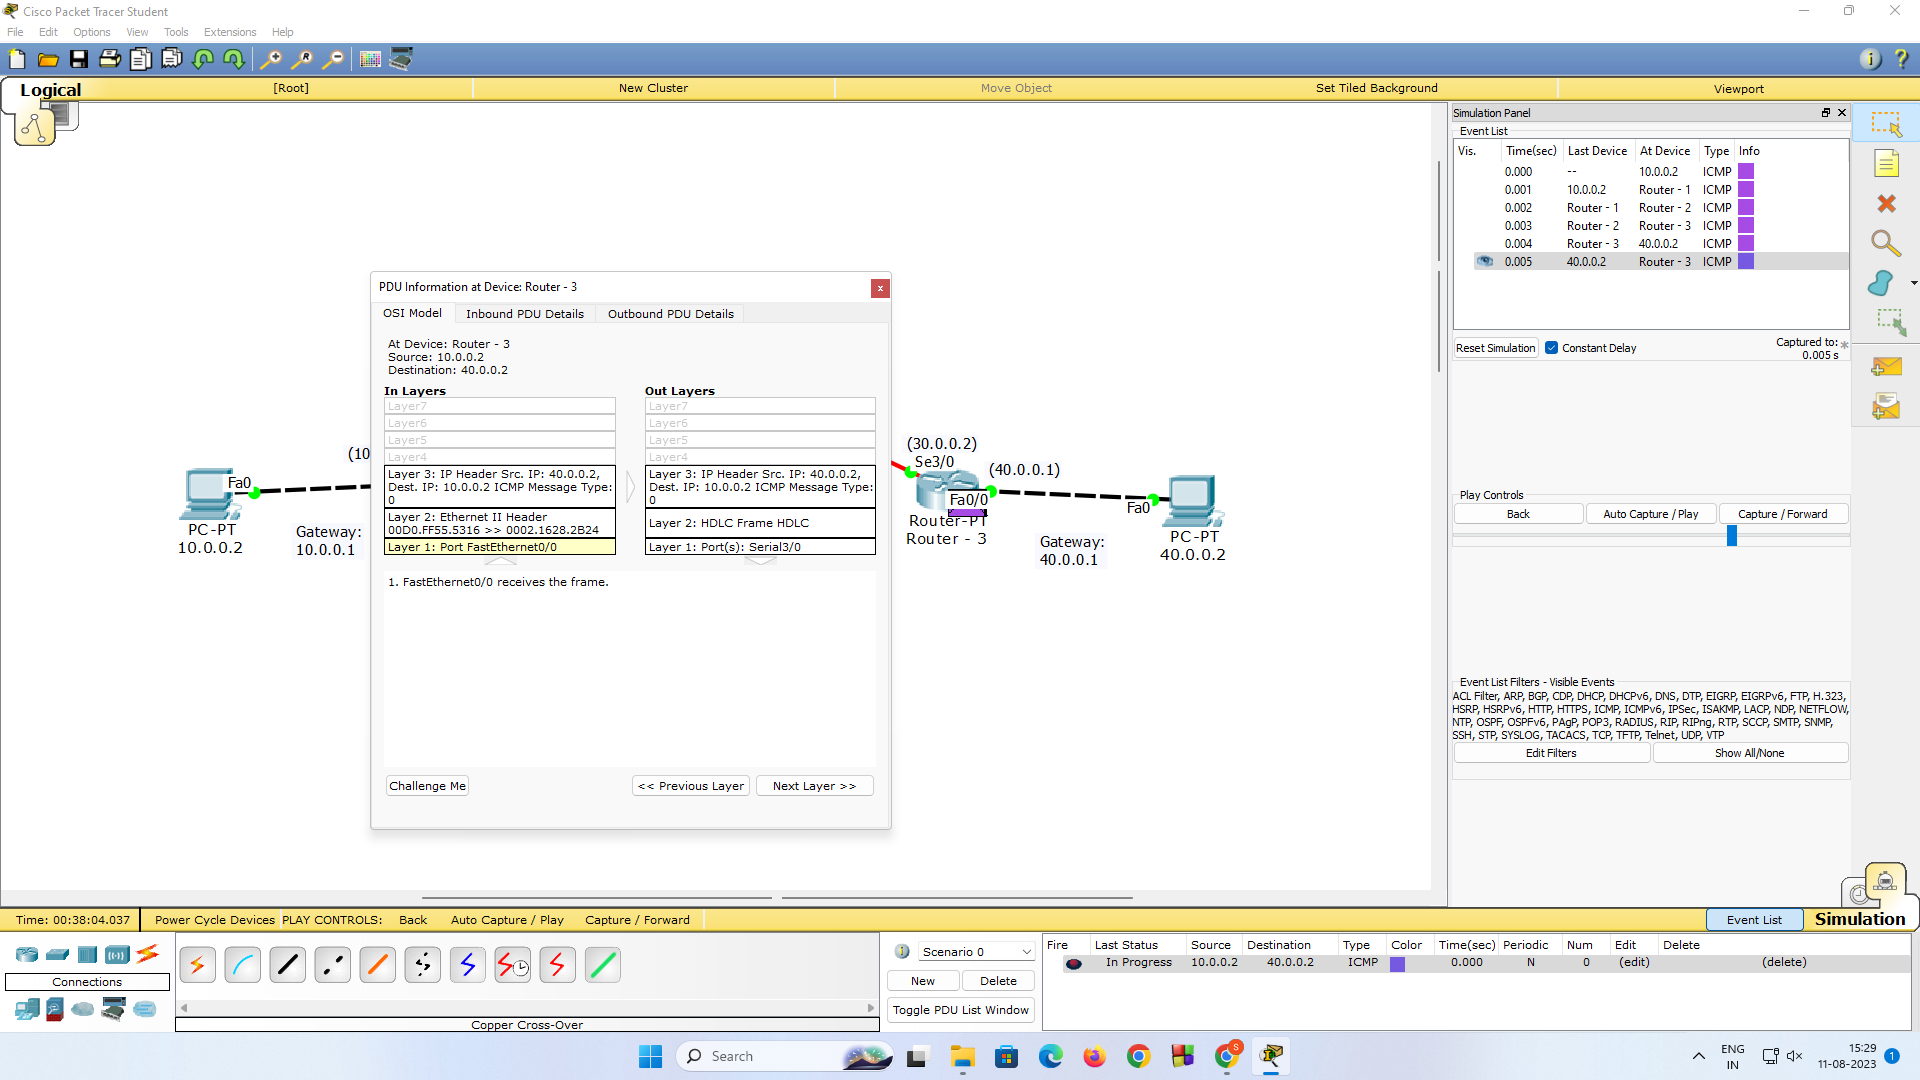 Cisco Packet Tracer Student
File Edit Options View Tools Extensions Help
Logical [Root] New Cluster Move Object Set Tiled Background Viewport
Simulation Panel
Event List
Vis. Time(sec) Last Device At Device Type Info
0.000 -- 10.0.0.2 ICMP
0.001 10.0.0.2 Router - 1 ICMP
0.002 Router - 1 Router - 2 ICMP
0.003 Router - 2 Router - 3 ICMP
0.004 Router - 3 40.0.0.2 ICMP
0.005 40.0.0.2 Router - 3 ICMP
Reset Simulation Constant Delay Captured to: *
0.005 s
Play Controls
Back Auto Capture / Play Capture / Forward
Event List Filters - Visible Events
ACL Filter, ARP, BGP, CDP, DHCP, DHCPv6, DNS, DTP, EIGRP, EIGRPv6, FTP, H.323,
HSRP, HSRPv6, HTTP, HTTPS, ICMP, ICMPv6, IPSec, ISAKMP, LACP, NDP, NETFLOW,
NTP, OSPF, OSPFv6, PAgP, POP3, RADIUS, RIP, RIPng, RTP, SCCP, SMTP, SNMP,
SSH, STP, SYSLOG, TACACS, TCP, TFTP, Telnet, UDP, VTP
Edit Filters Show All/None
PDU Information at Device: Router - 3
x
OSI Model Inbound PDU Details Outbound PDU Details
At Device: Router - 3
Source: 10.0.0.2
Destination: 40.0.0.2
In Layers
Layer7
Layer6
Layer5
Layer4
Layer 3: IP Header Src. IP: 40.0.0.2,
Dest. IP: 10.0.0.2 ICMP Message Type:
0
Layer 2: Ethernet II Header
00D0.FF55.5316 >> 0002.1628.2B24
Layer 1: Port FastEthernet0/0
Out Layers
Layer7
Layer6
Layer5
Layer4
Layer 3: IP Header Src. IP: 40.0.0.2,
Dest. IP: 10.0.0.2 ICMP Message Type:
0
Layer 2: HDLC Frame HDLC
Layer 1: Port(s): Serial3/0
1. FastEthernet0/0 receives the frame.
Challenge Me << Previous Layer Next Layer >>
(10
Fa0
PC-PT
10.0.0.2
Gateway:
10.0.0.1
(30.0.0.2)
Se3/0
(40.0.0.1)
Fa0/0
Router-PT
Router - 3
Fa0
Gateway:
40.0.0.1
PC-PT
40.0.0.2
Time: 00:38:04.037 Power Cycle Devices PLAY CONTROLS: Back Auto Capture / Play Capture / Forward Event List Simulation
Connections
Copper Cross-Over
Scenario 0
New Delete
Toggle PDU List Window
Fire Last Status Source Destination Type Color Time(sec) Periodic Num Edit Delete
In Progress 10.0.0.2 40.0.0.2 ICMP 0.000 N 0 (edit) (delete)
Search
S
ENG
IN
15:29
11-08-2023
1